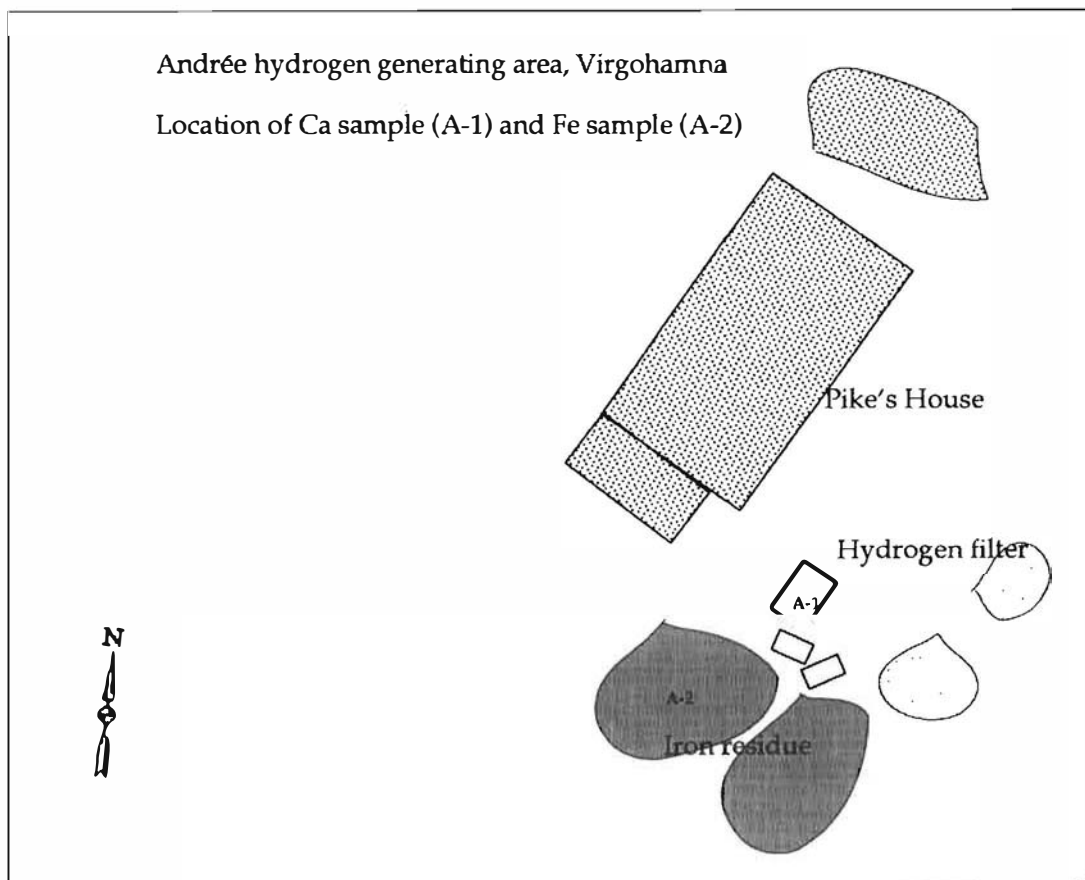 Andrée hydrogen generating area, Virgohamna
Location of Ca sample (A-1) and Fe sample (A-2)
Pike's House
Hydrogen filter
A-1
N
A-2
Iron residue